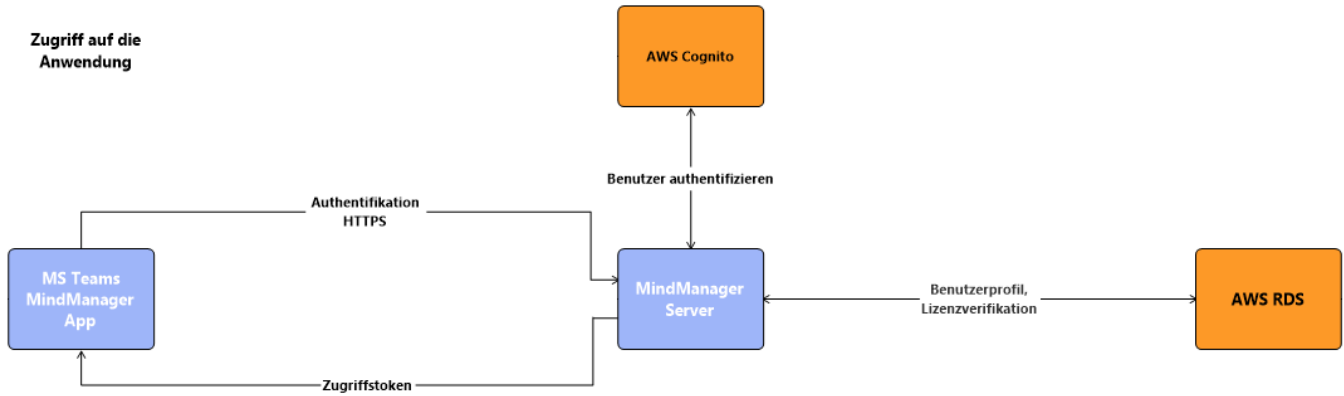 Zugriff auf die
Anwendung
AWS Cognito
Benutzer authentifizieren
Authentifikation
HTTPS
MS Teams
MindManager
App
MindManager
Server
Benutzerprofil,
Lizenzverifikation
AWS RDS
Zugriffstoken